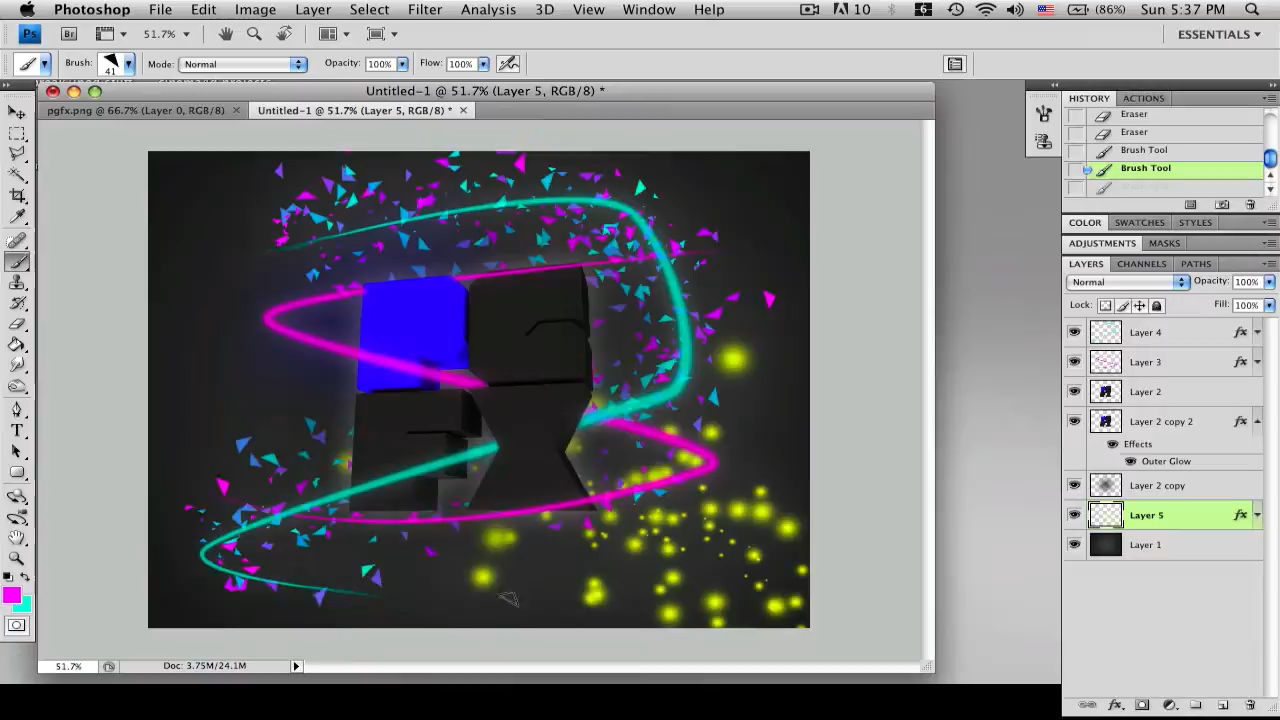 Photoshop File Edit Image Layer Select Filter Analysis 3D View Window Help 10 6 (86%) Sun 5:37 PM
Ps Br 51.7% ESSENTIALS
Brush: 41 Mode: Normal Opacity: 100% Flow: 100%
Untitled-1 @ 51.7% (Layer 5, RGB/8) *
pgfx.png @ 66.7% (Layer 0, RGB/8) Untitled-1 @ 51.7% (Layer 5, RGB/8) *
HISTORY ACTIONS
Eraser
Eraser
Brush Tool
Brush Tool
COLOR SWATCHES STYLES
ADJUSTMENTS MASKS
LAYERS CHANNELS PATHS
Normal Opacity: 100%
Lock: Fill: 100%
Layer 4 fx
Layer 3 fx
Layer 2
Layer 2 copy 2
Effects
Outer Glow
Layer 2 copy
Layer 5 fx
Layer 1
51.7% Doc: 3.75M/24.1M